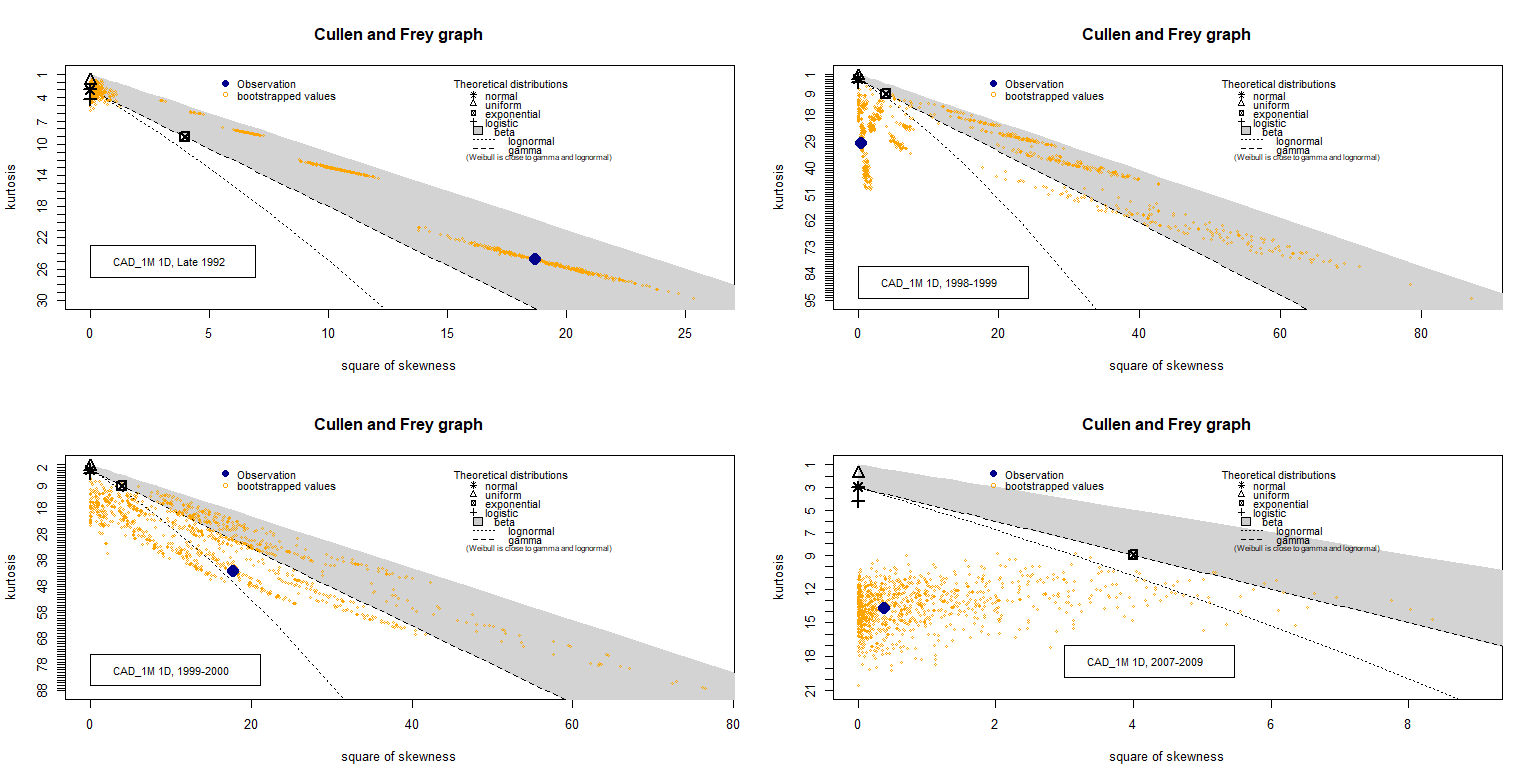 Cullen and Frey graph
Observation
bootstrapped values
Theoretical distributions
normal
uniform
exponential
logistic
beta
lognormal
gamma
(Weibull is close to gamma and lognormal)
kurtosis
1
4
7
10
14
18
22
26
30
CAD_1M 1D, Late 1992
0 5 10 15 20 25
square of skewness
Cullen and Frey graph
Observation
bootstrapped values
Theoretical distributions
normal
uniform
exponential
logistic
beta
lognormal
gamma
(Weibull is close to gamma and lognormal)
kurtosis
1
9
18
29
40
51
62
73
84
95
CAD_1M 1D, 1998-1999
0 20 40 60 80
square of skewness
Cullen and Frey graph
Observation
bootstrapped values
Theoretical distributions
normal
uniform
exponential
logistic
beta
lognormal
gamma
(Weibull is close to gamma and lognormal)
kurtosis
2
9
18
28
38
48
58
68
78
88
CAD_1M 1D, 1999-2000
0 20 40 60 80
square of skewness
Cullen and Frey graph
Observation
bootstrapped values
Theoretical distributions
normal
uniform
exponential
logistic
beta
lognormal
gamma
(Weibull is close to gamma and lognormal)
kurtosis
1
3
5
7
9
12
15
18
21
CAD_1M 1D, 2007-2009
0 2 4 6 8
square of skewness